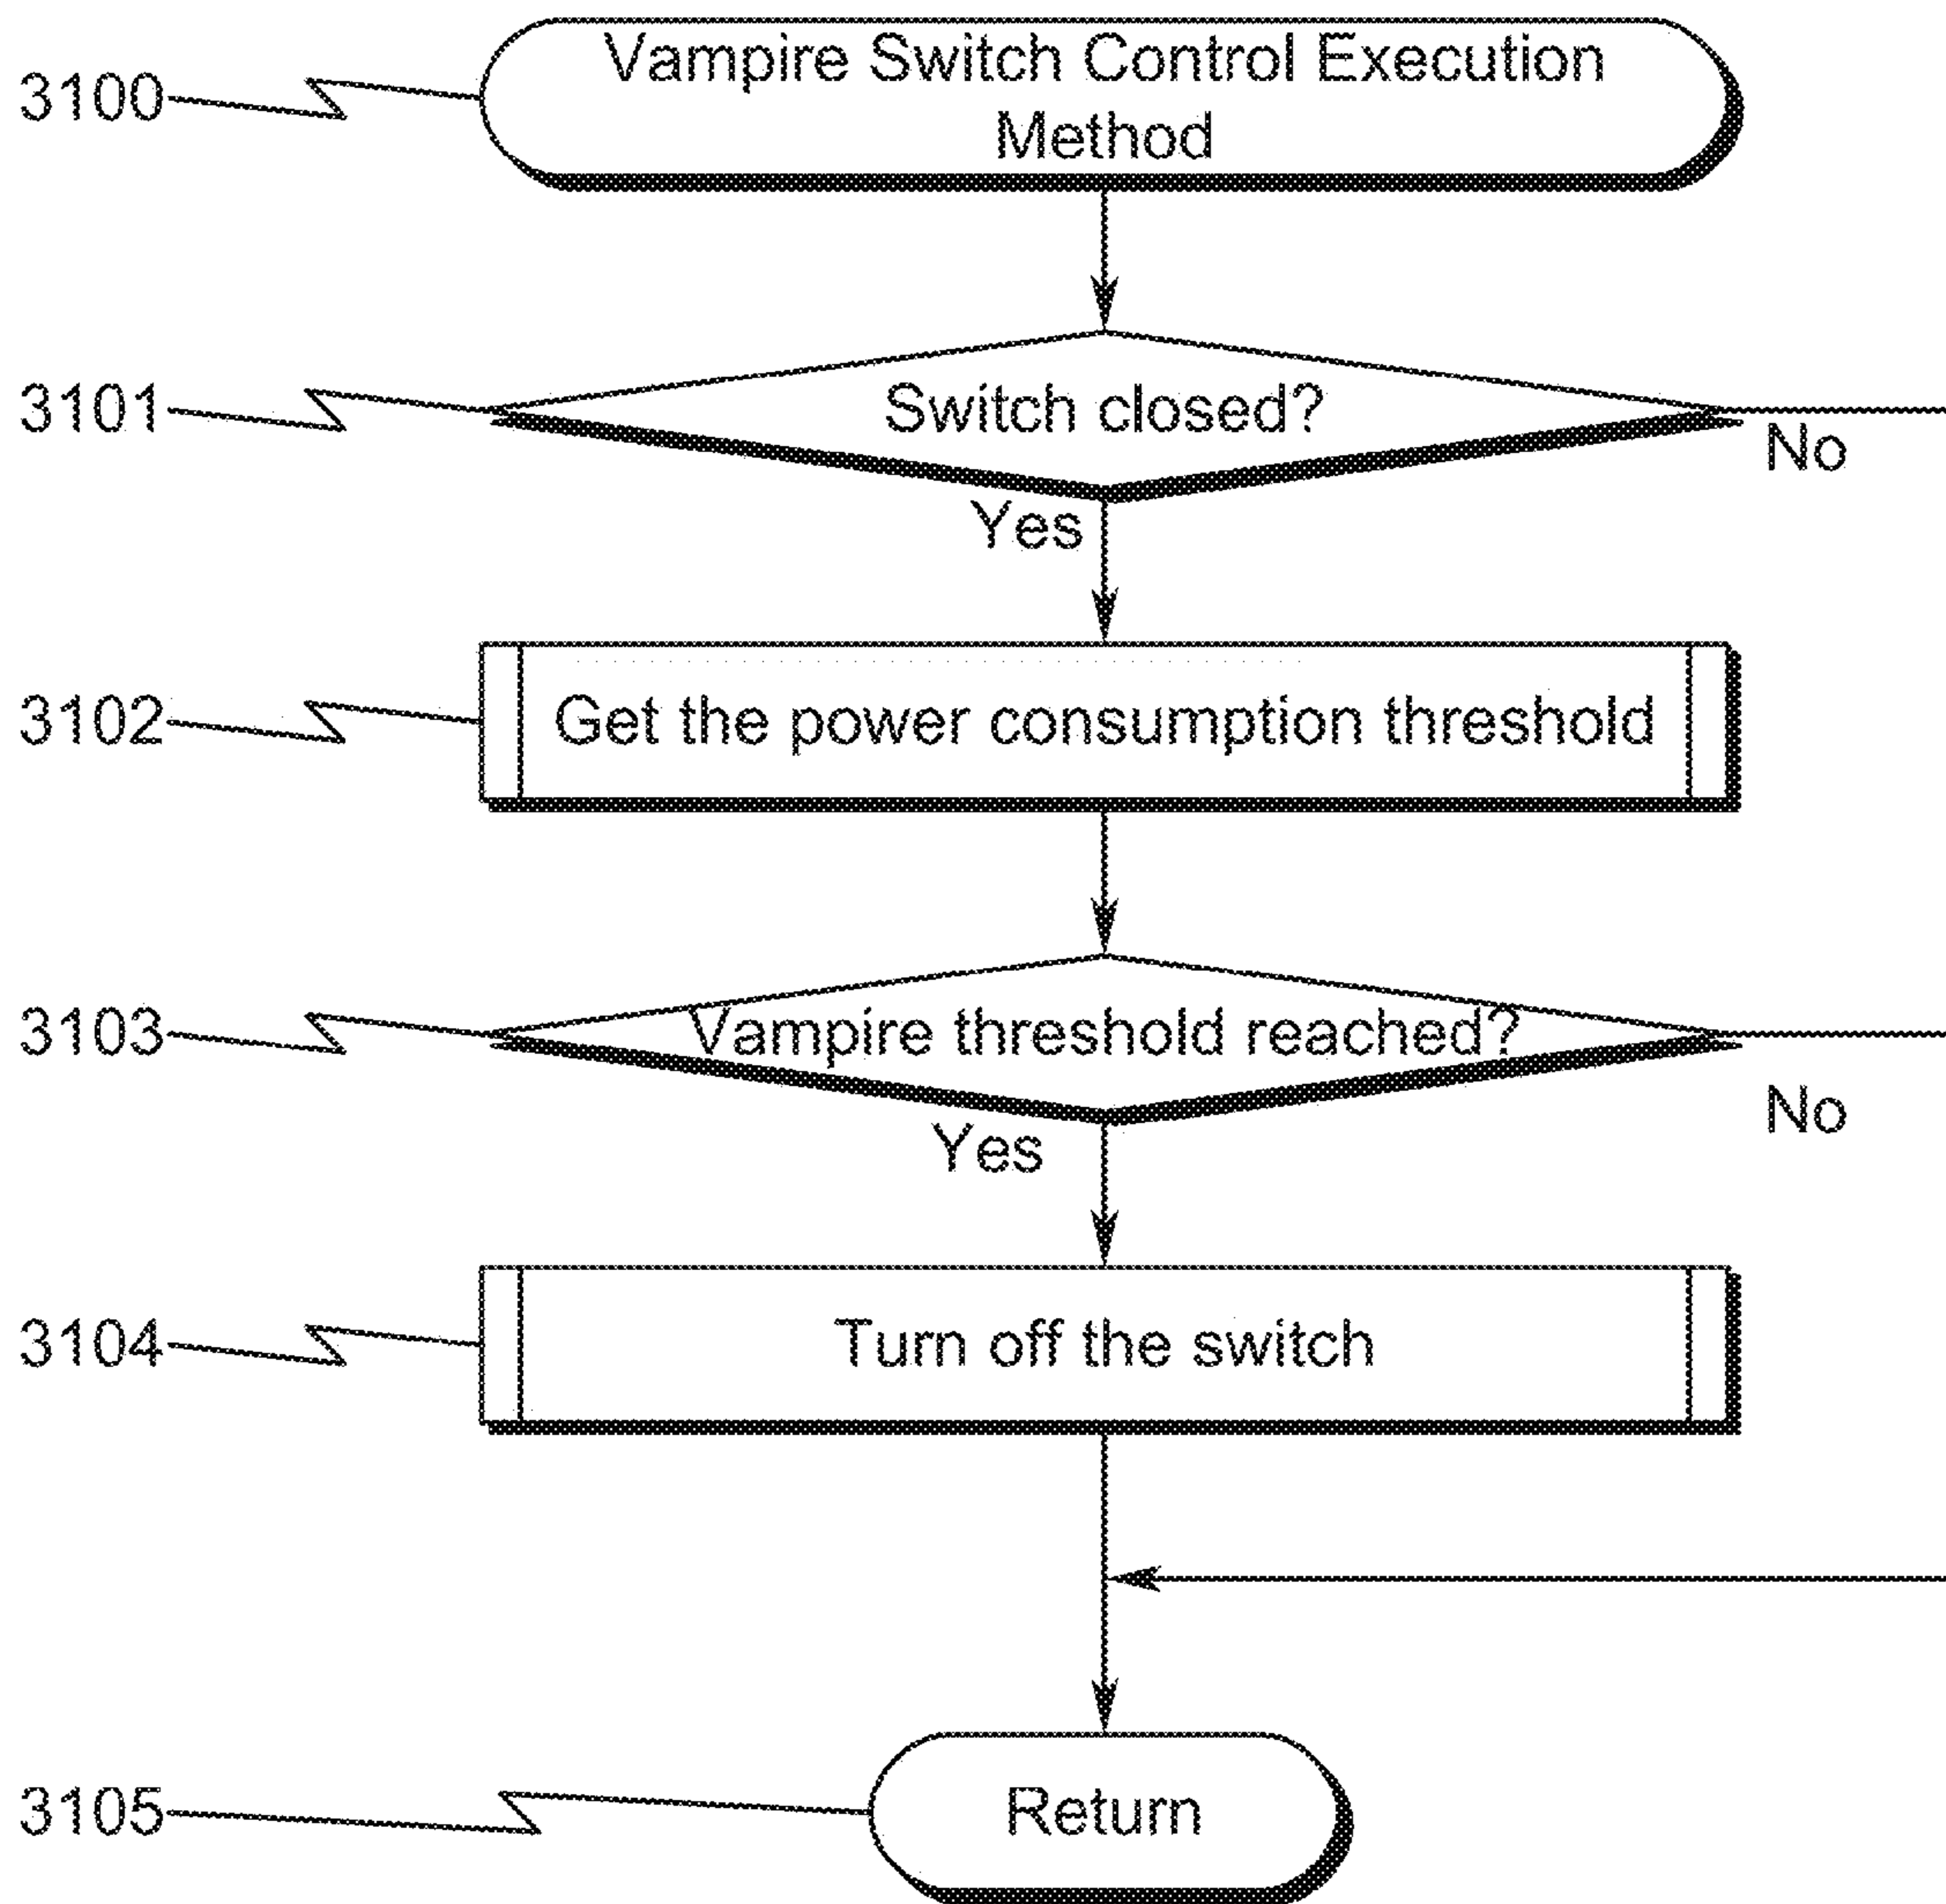 3100
Vampire Switch Control Execution
Method
3101
Switch closed?
No
Yes
3102
Get the power consumption threshold
3103
Vampire threshold reached?
No
Yes
3104
Turn off the switch
3105
Return